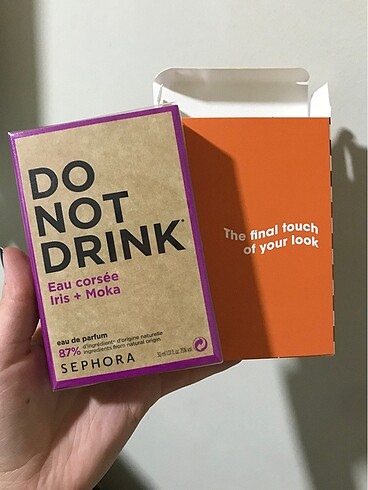 DO
NOT
DRINK*
Eau corsée
Iris + Moka
eau de parfum
87% d'ingrédients* d'origine naturelle
ingredients from natural origin
SEPHORA
The final touch
of your look